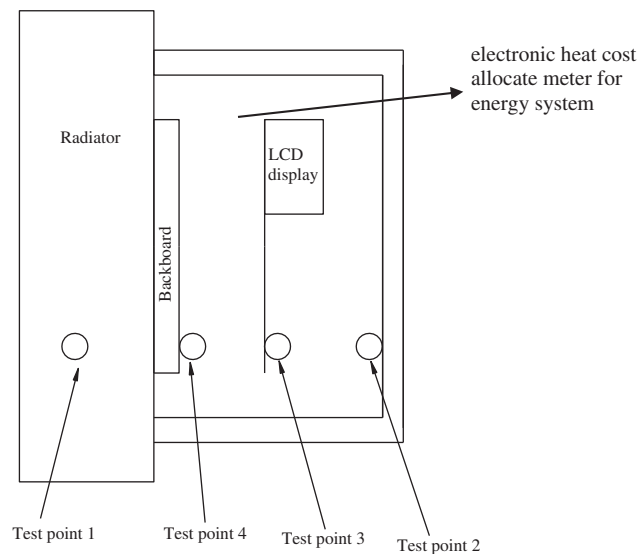 electronic heat cost
allocate meter for
energy system
Radiator
LCD
display
Backboard
Test point 1
Test point 4
Test point 3
Test point 2